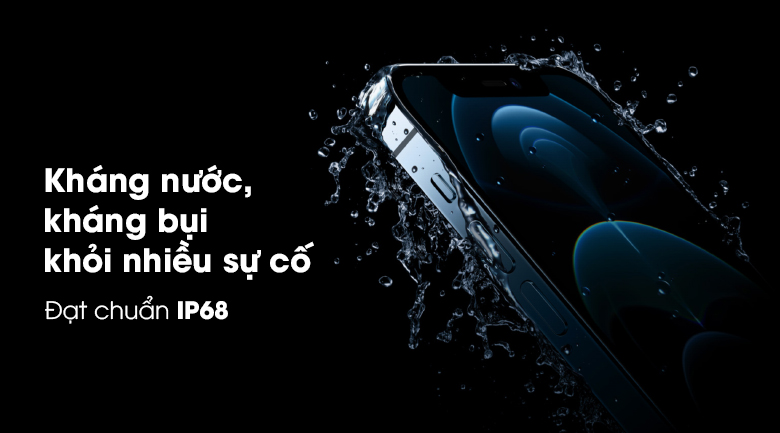 Kháng nước,
kháng bụi
khỏi nhiều sự cố
Đạt chuẩn IP68